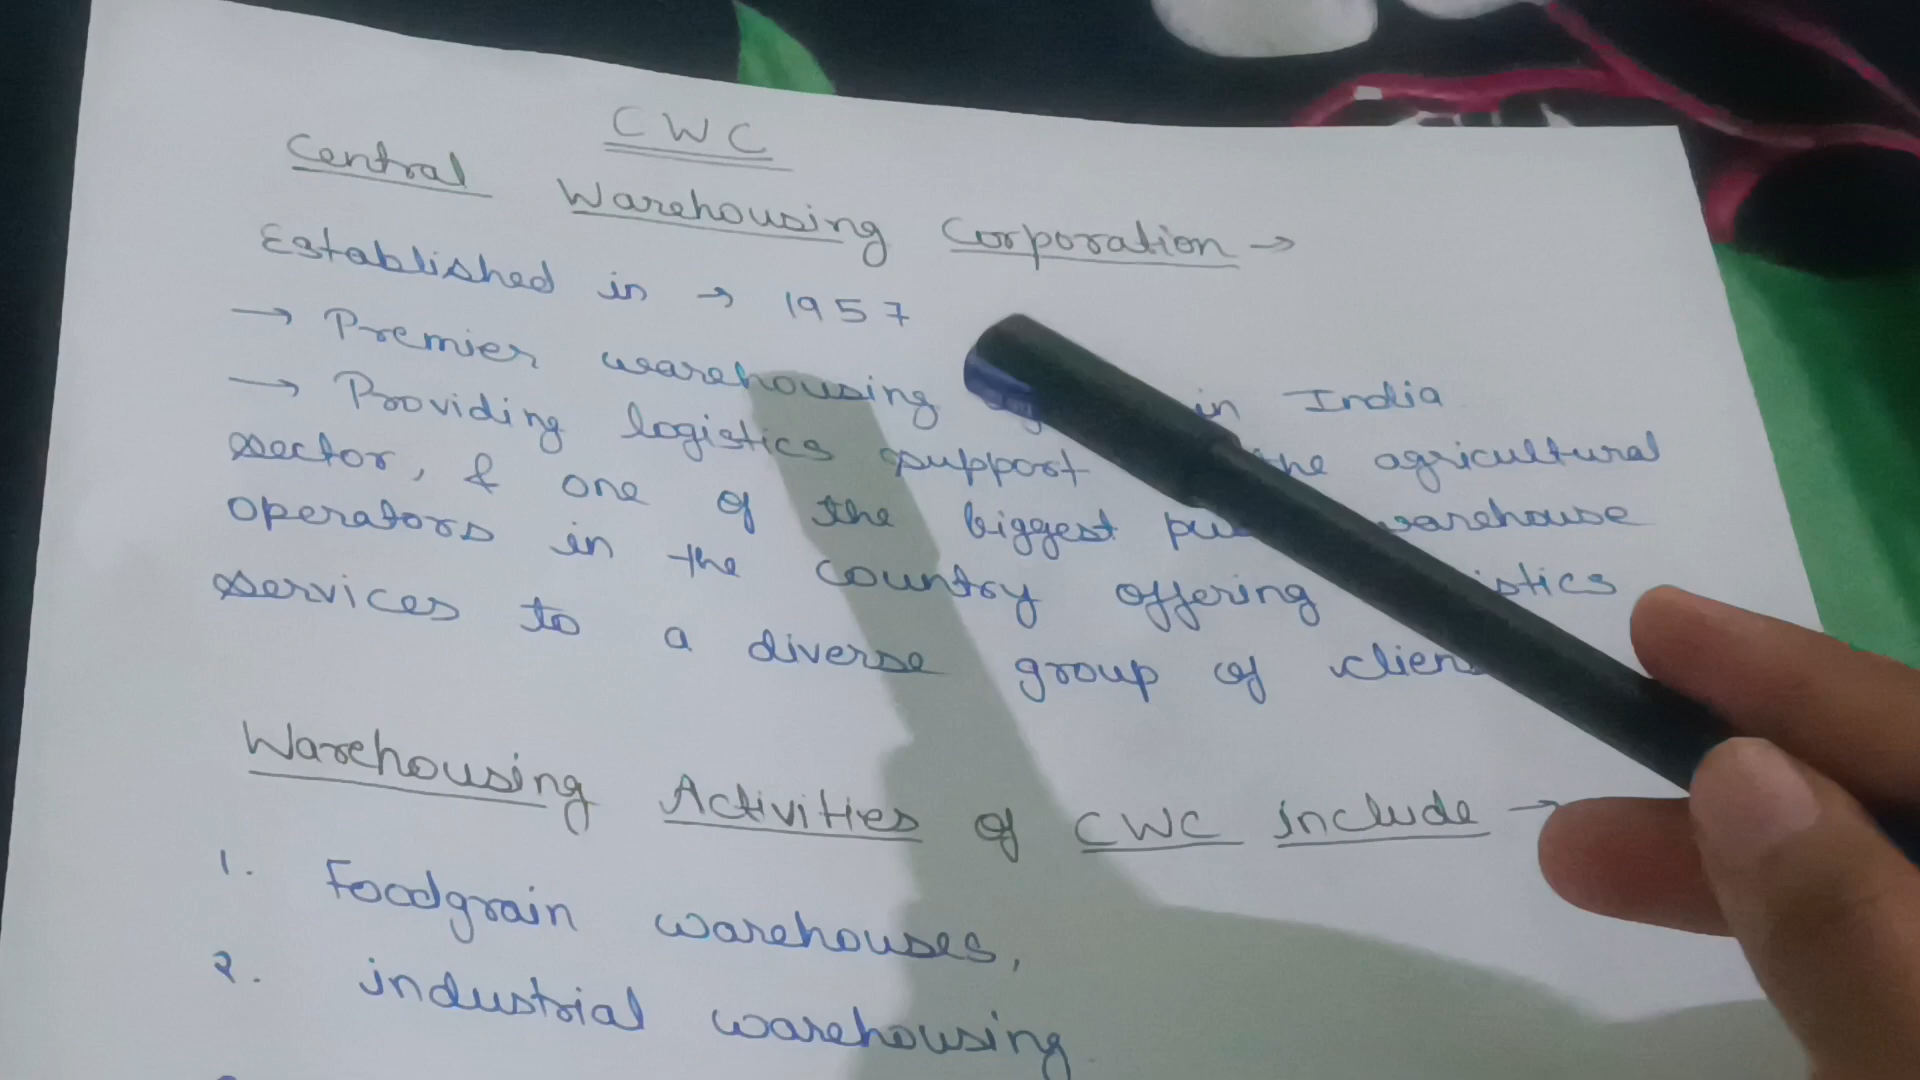 CWC
Central Warehousing Corporation →
Established in → 1957
→ Premier warehousing in India
→ Providing logistics support the agricultural
sector, & one of the biggest warehouse
operators in the country offering
services to a diverse group of
Warehousing Activities of CWC include →
1. Foodgrain warehouses,
2. industrial warehousing